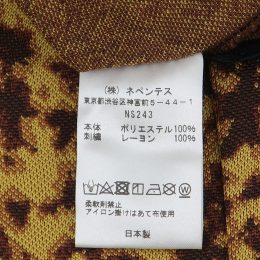 （株）ネペンテス
東京都渋谷区神宮前5-44-1
NS243
本体 ポリエステル100%
刺繍 レーヨン 100%
柔軟剤禁止
アイロン掛けはあて布使用
日本製